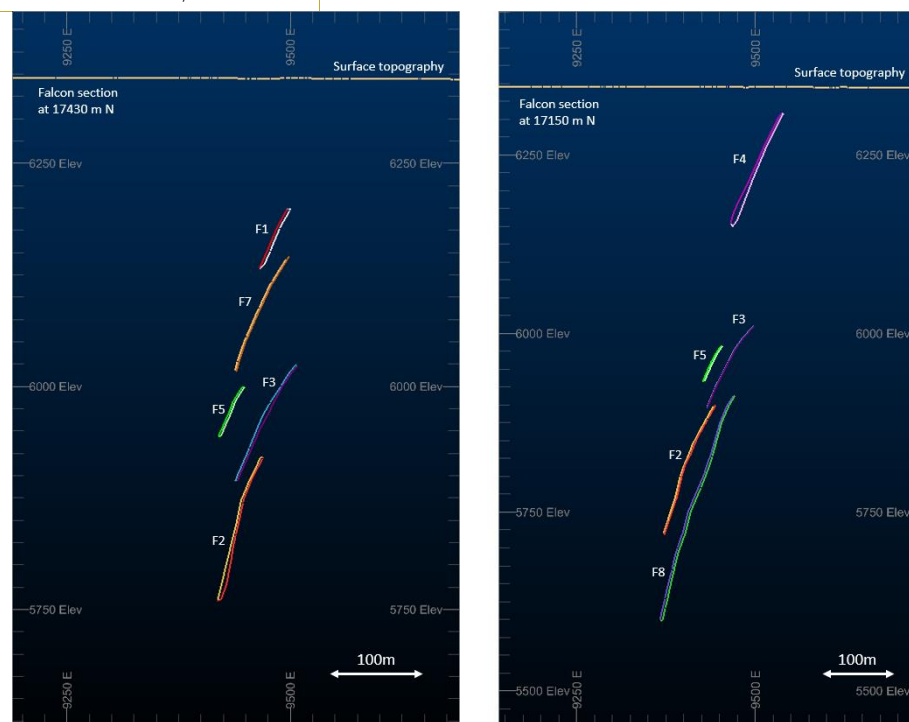 9250 E
9500 E
Surface topography
Falcon section
at 17430 m N
6250 Elev
6250 Elev
F1
F7
6000 Elev
6000 Elev
F3
F5
F2
5750 Elev
5750 Elev
100m
9250 E
9500 E
9250 E
9500 E
Surface topography
Falcon section
at 17150 m N
6250 Elev
6250 Elev
F4
F3
6000 Elev
6000 Elev
F5
F2
5750 Elev
5750 Elev
F8
100m
5500 Elev
5500 Elev
9250 E
9500 E